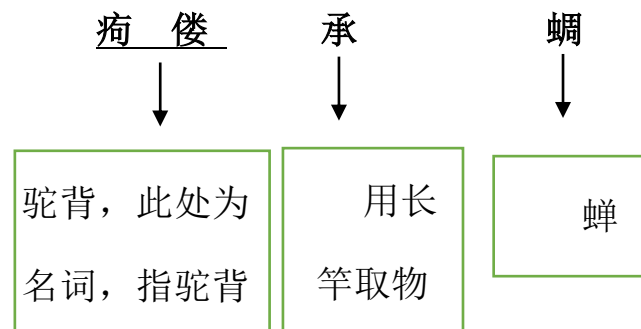 痀 偻 承 蜩
驼背，此处为
名词，指驼背
用长
竿取物
蝉